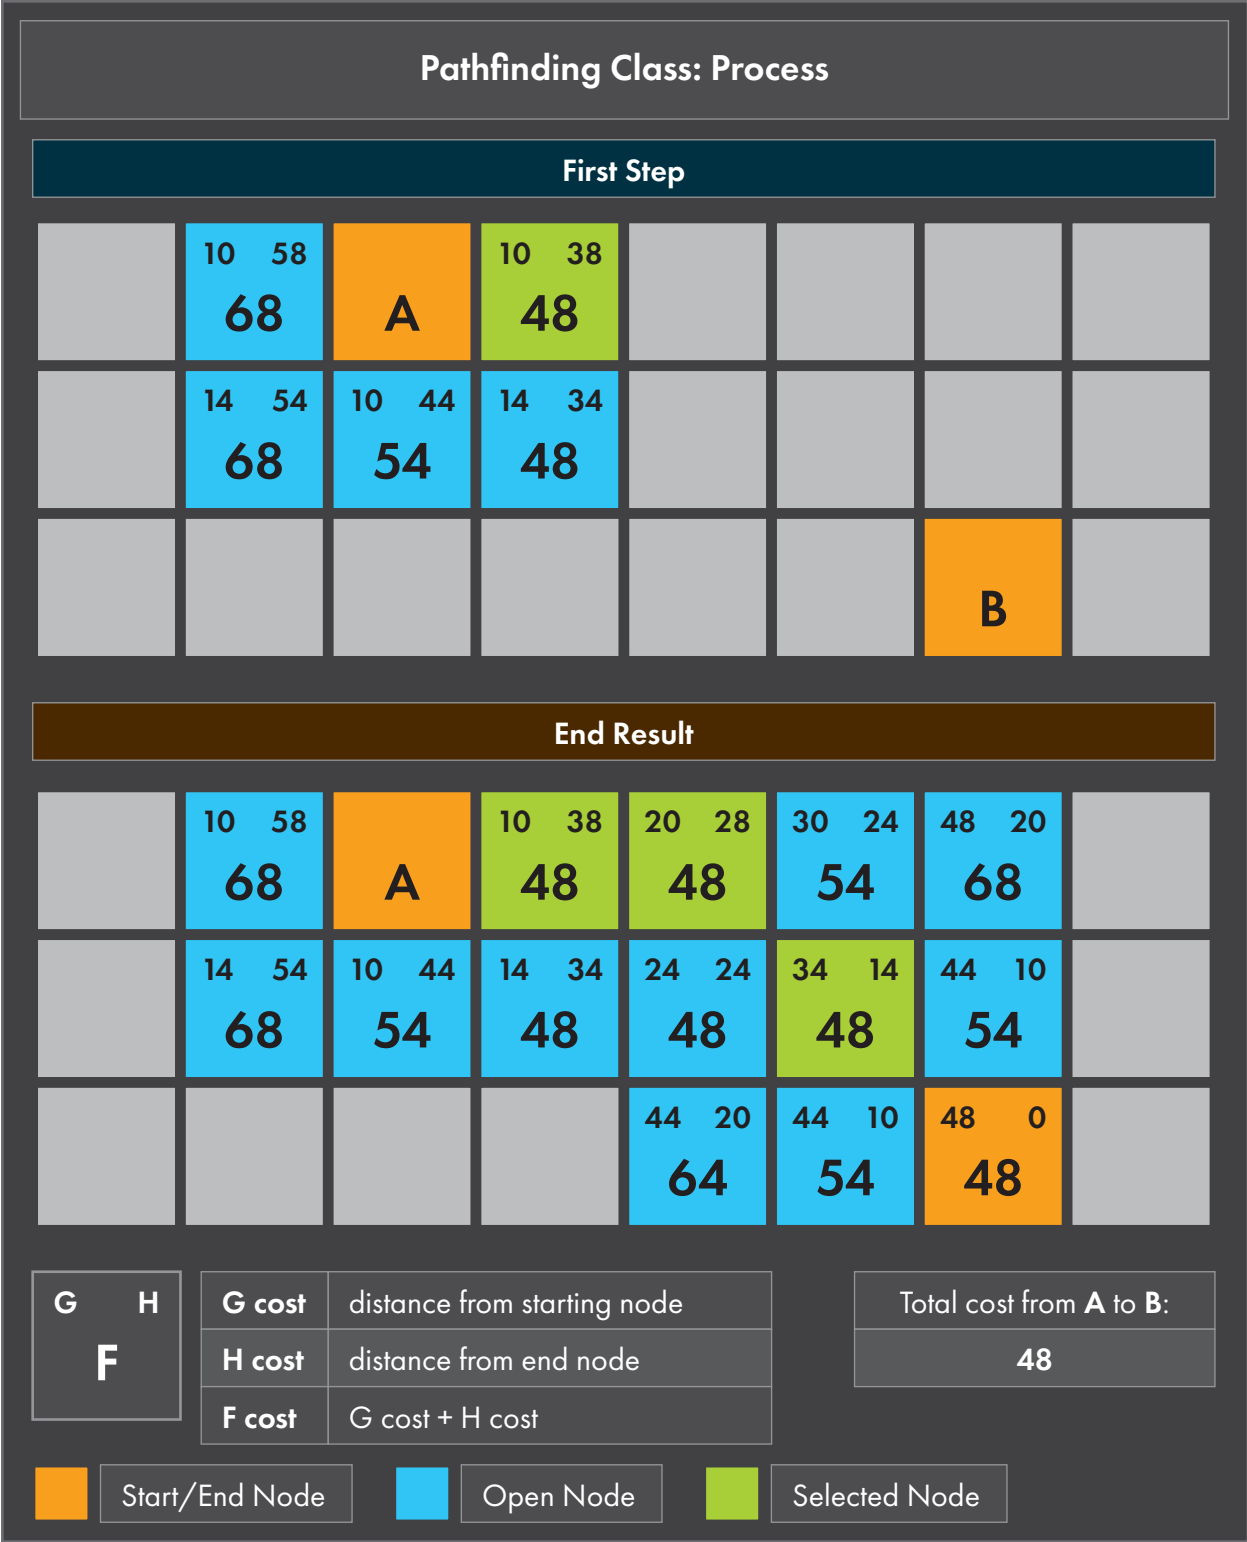 Pathfinding Class: Process
First Step
10 58 10 38
68 A 48
14 54 10 44 14 34
68 54 48
B
End Result
10 58 10 38 20 28 30 24 48 20
68 A 48 48 54 68
14 54 10 44 14 34 24 24 34 14 44 10
68 54 48 48 48 54
44 20 44 10 48 0
64 54 48
G H
F
G cost distance from starting node
H cost distance from end node
F cost G cost + H cost
Total cost from A to B:
48
Start/End Node
Open Node
Selected Node